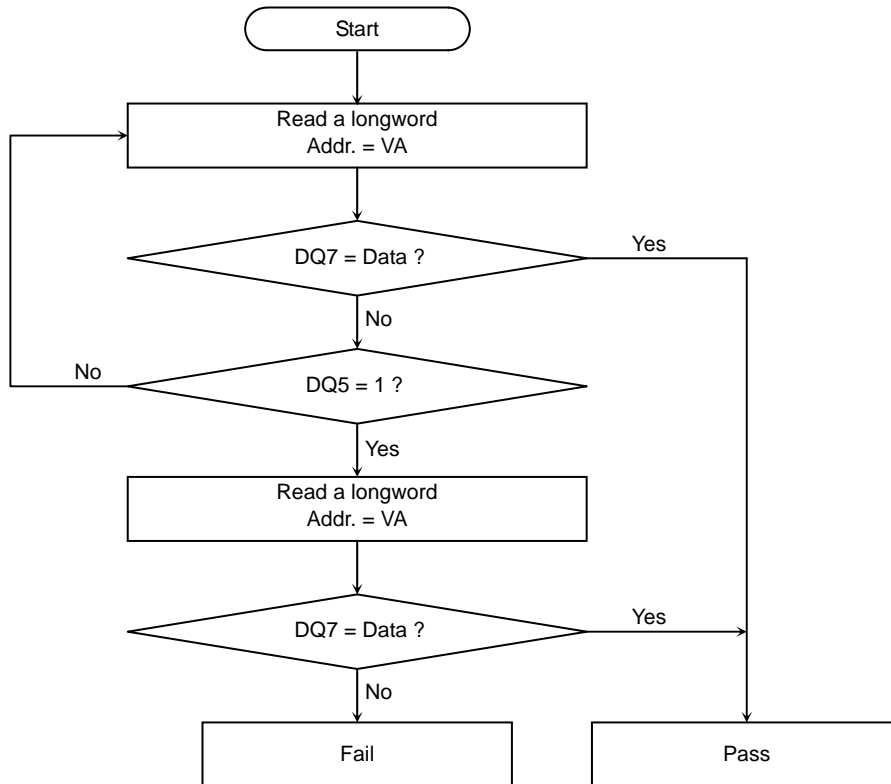 Start
Read a longword
Addr. = VA
DQ7 = Data ?
Yes
No
DQ5 = 1 ?
No
Yes
Read a longword
Addr. = VA
DQ7 = Data ?
Yes
No
Fail
Pass